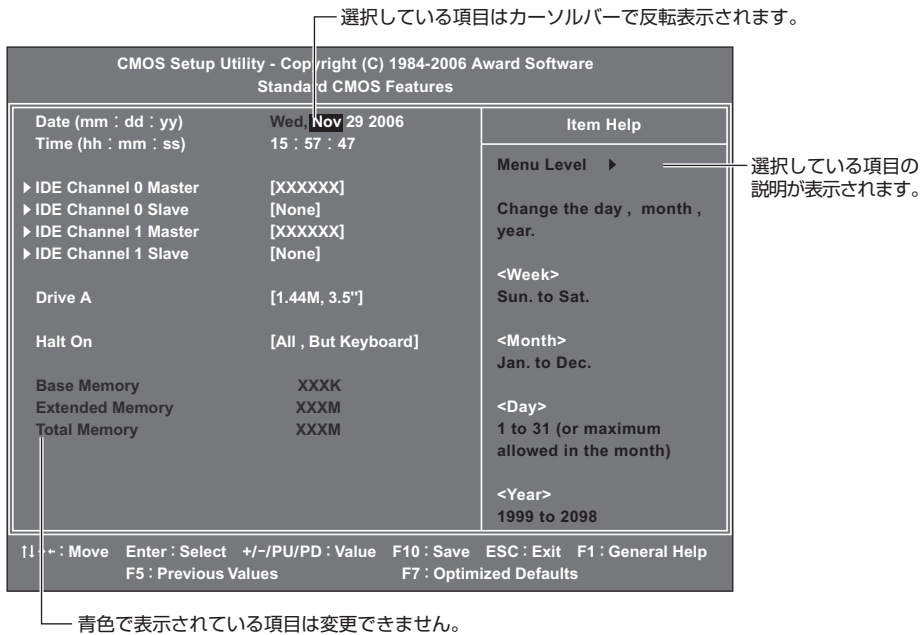 選択している項目はカーソルバーで反転表示されます。
CMOS Setup Utility - Copyright (C) 1984-2006 Award Software
Standard CMOS Features
Date (mm：dd：yy) Wed, Nov 29 2006
Time (hh：mm：ss) 15：57：47
IDE Channel 0 Master [XXXXXX]
IDE Channel 0 Slave [None]
IDE Channel 1 Master [XXXXXX]
IDE Channel 1 Slave [None]
Drive A [1.44M, 3.5"]
Halt On [All , But Keyboard]
Base Memory XXXK
Extended Memory XXXM
Total Memory XXXM
Item Help
Menu Level ▶
Change the day , month ,
year.
<Week>
Sun. to Sat.
<Month>
Jan. to Dec.
<Day>
1 to 31 (or maximum
allowed in the month)
<Year>
1999 to 2098
選択している項目の
説明が表示されます。
↑↓→←：Move Enter：Select +/-/PU/PD：Value F10：Save ESC：Exit F1：General Help
F5：Previous Values F7：Optimized Defaults
青色で表示されている項目は変更できません。